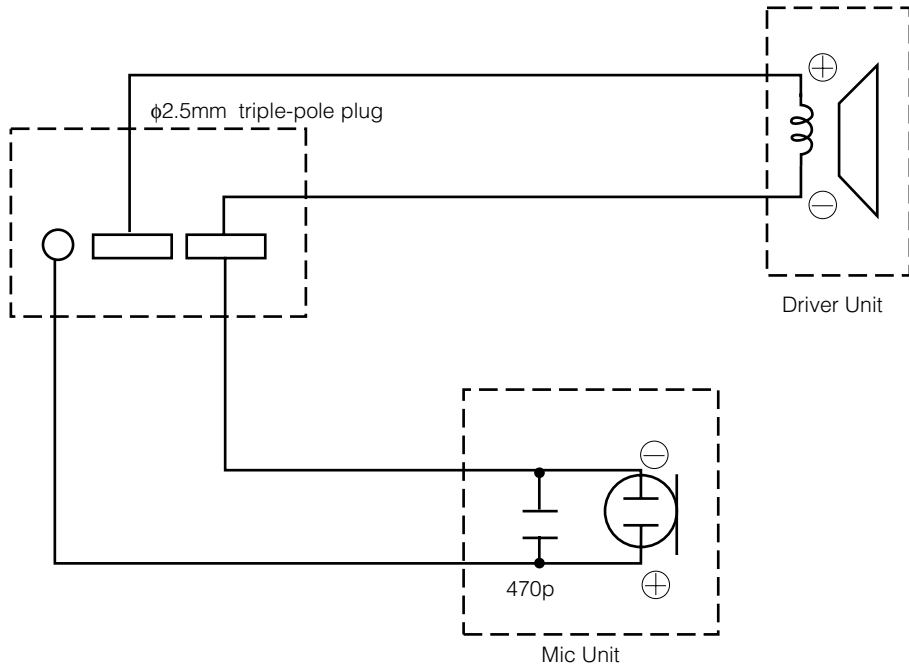 ϕ2.5mm triple-pole plug
+
−
Driver Unit
−
+
470p
Mic Unit